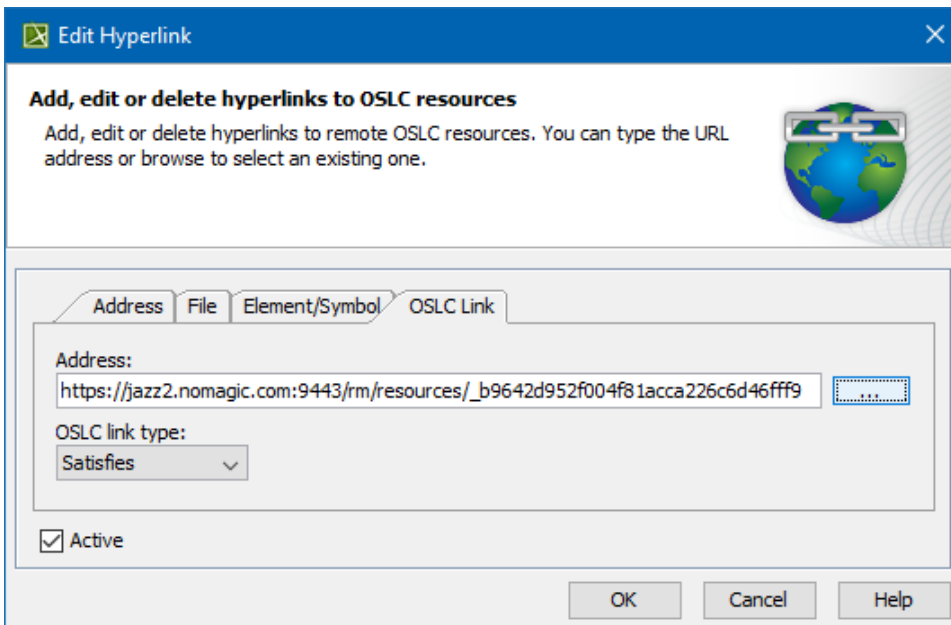 Edit Hyperlink
Add, edit or delete hyperlinks to OSLC resources
Add, edit or delete hyperlinks to remote OSLC resources. You can type the URL
address or browse to select an existing one.
Address File Element/Symbol OSLC Link
Address:
https://jazz2.nomagic.com:9443/rm/resources/_b9642d952f004f81acca226c6d46fff9
...
OSLC link type:
Satisfies
Active
OK Cancel Help